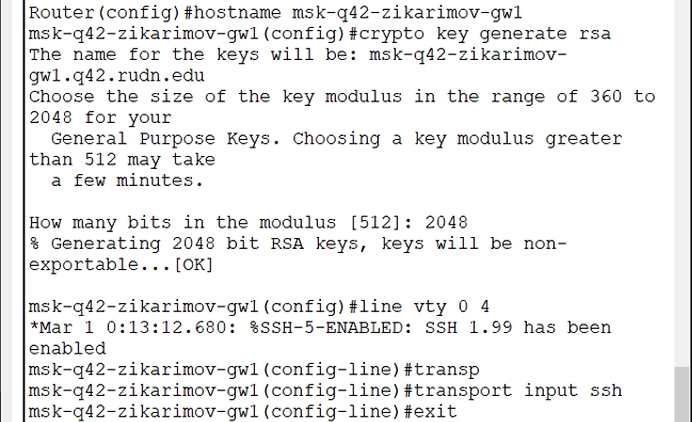 Router(config)#hostname msk-q42-zikarimov-gw1
msk-q42-zikarimov-gw1(config)#crypto key generate rsa
The name for the keys will be: msk-q42-zikarimov-
gw1.q42.rudn.edu
Choose the size of the key modulus in the range of 360 to
2048 for your
  General Purpose Keys. Choosing a key modulus greater
than 512 may take
  a few minutes.

How many bits in the modulus [512]: 2048
% Generating 2048 bit RSA keys, keys will be non-
exportable...[OK]

msk-q42-zikarimov-gw1(config)#line vty 0 4
*Mar 1 0:13:12.680: %SSH-5-ENABLED: SSH 1.99 has been
enabled
msk-q42-zikarimov-gw1(config-line)#transp
msk-q42-zikarimov-gw1(config-line)#transport input ssh
msk-q42-zikarimov-gw1(config-line)#exit